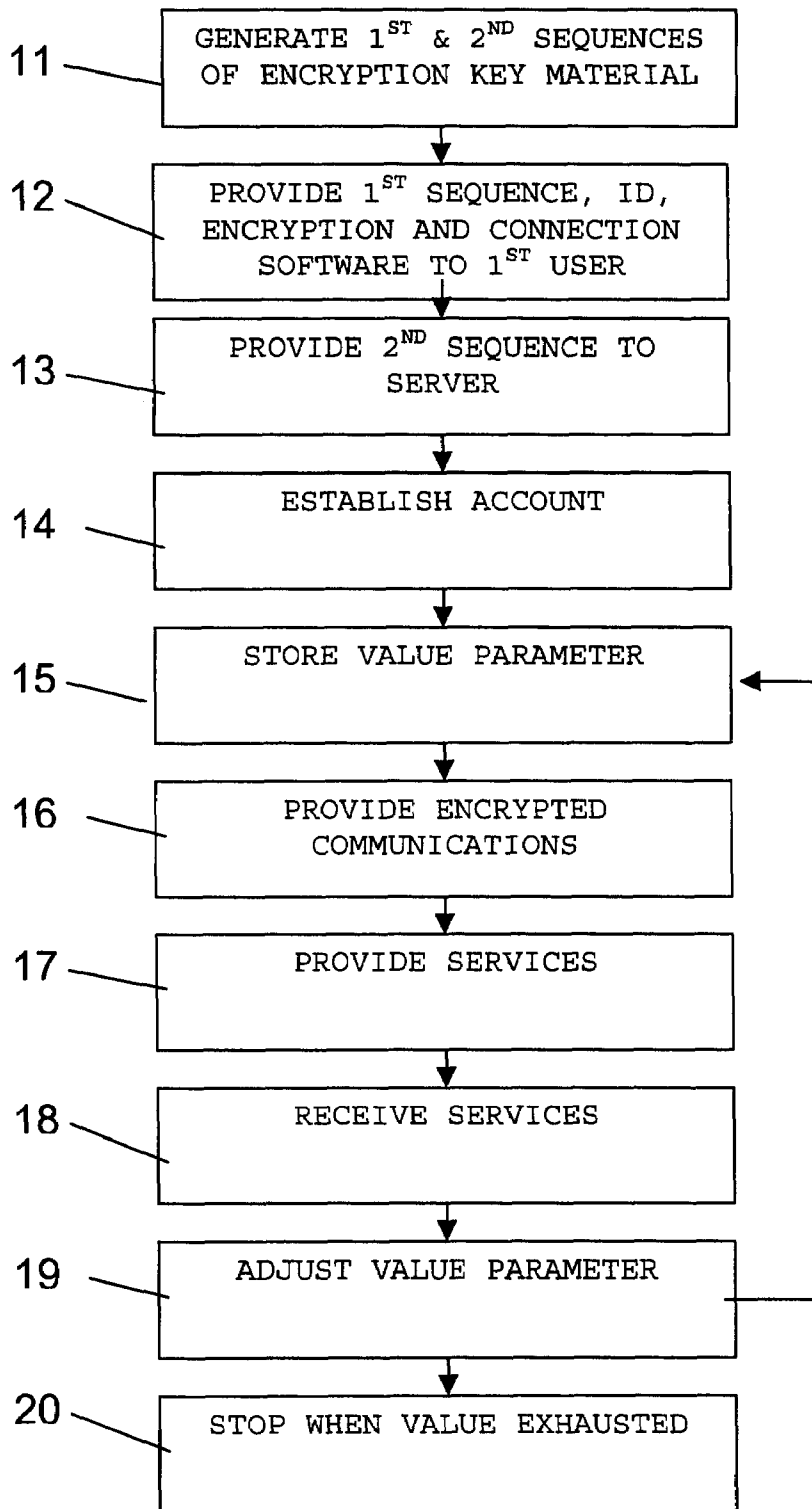 11
GENERATE 1ST & 2ND SEQUENCES
OF ENCRYPTION KEY MATERIAL
12
PROVIDE 1ST SEQUENCE, ID,
ENCRYPTION AND CONNECTION
SOFTWARE TO 1ST USER
13
PROVIDE 2ND SEQUENCE TO
SERVER
14
ESTABLISH ACCOUNT
15
STORE VALUE PARAMETER
16
PROVIDE ENCRYPTED
COMMUNICATIONS
17
PROVIDE SERVICES
18
RECEIVE SERVICES
19
ADJUST VALUE PARAMETER
20
STOP WHEN VALUE EXHAUSTED